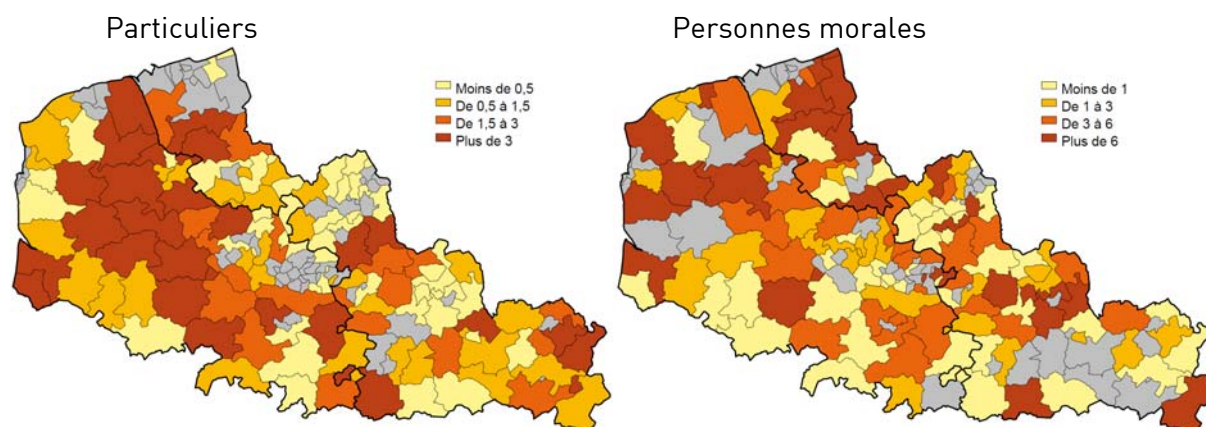 Particuliers
Moins de 0,5
De 0,5 à 1,5
De 1,5 à 3
Plus de 3
Personnes morales
Moins de 1
De 1 à 3
De 3 à 6
Plus de 6